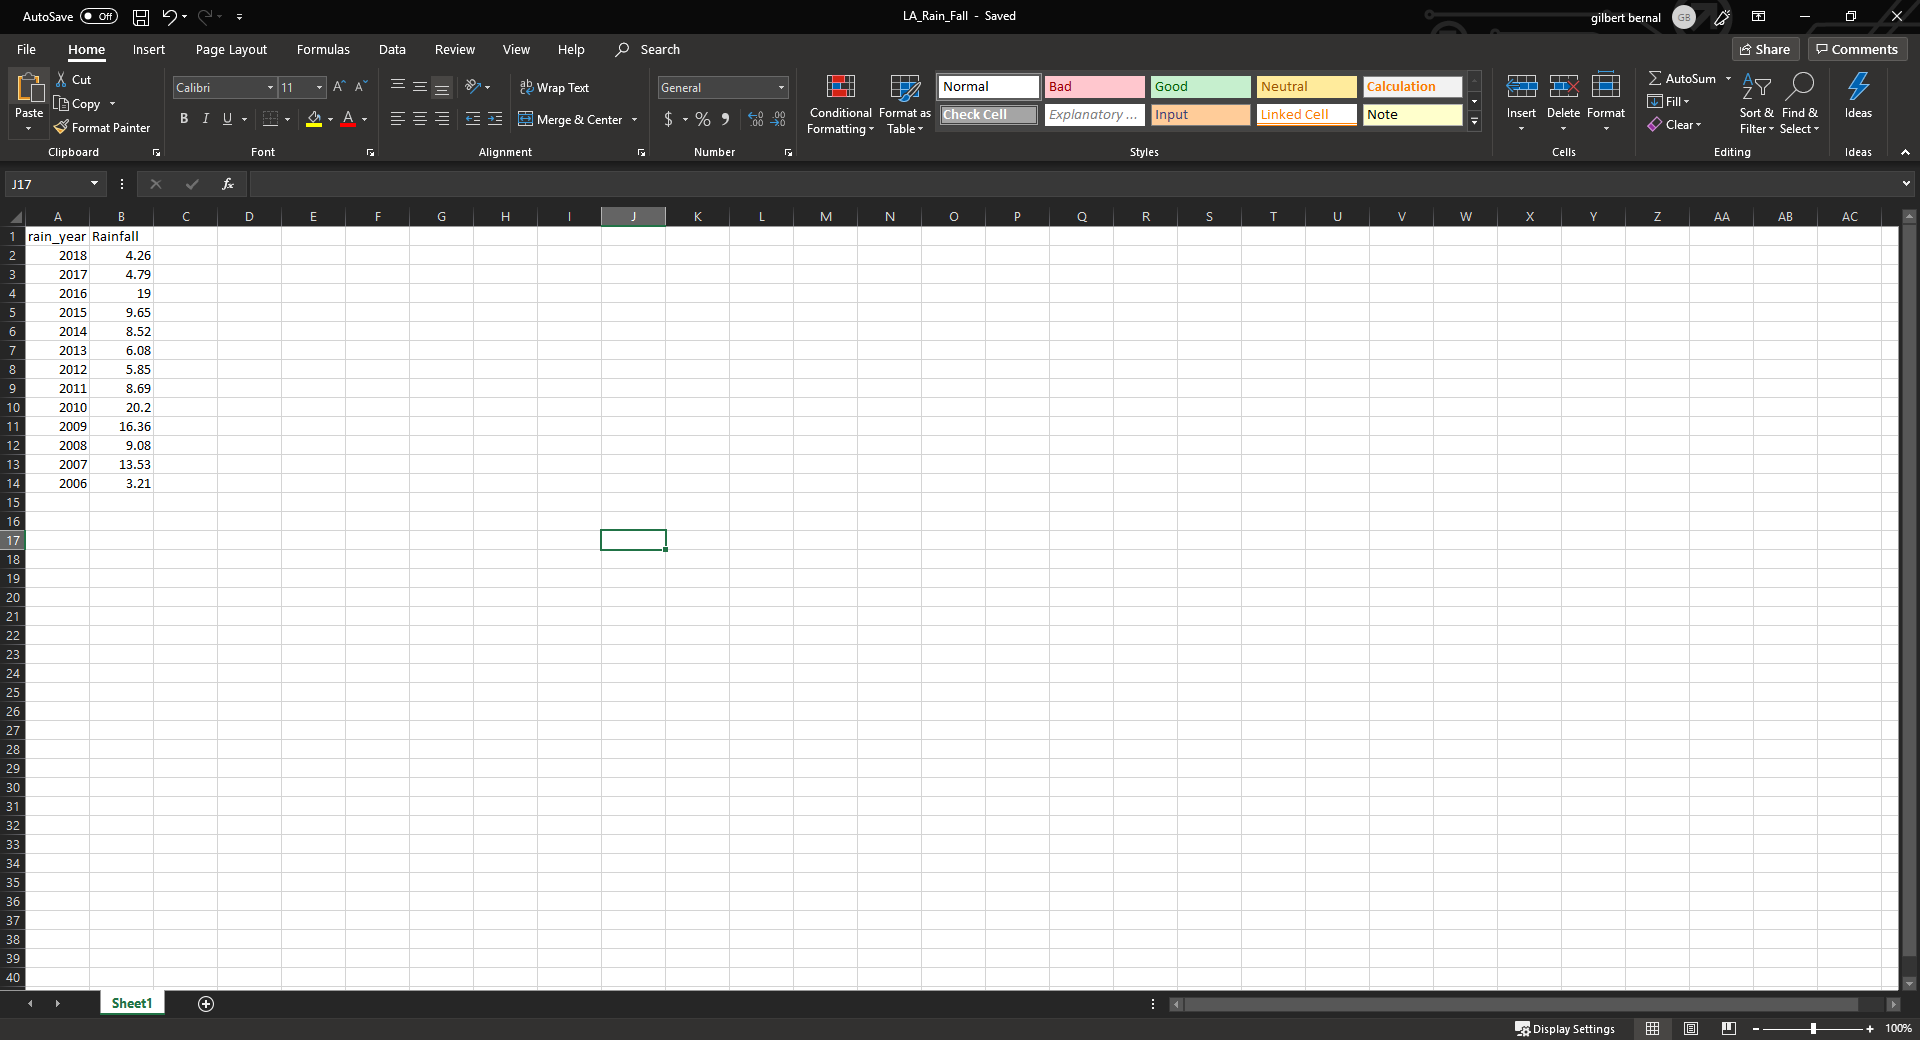 AutoSave Off LA_Rain_Fall - Saved gilbert bernal GB
File Home Insert Page Layout Formulas Data Review View Help Search Share Comments
Paste Cut Copy Format Painter
Clipboard
Calibri 11 A A
B I U A
Font
ab Wrap Text
Merge & Center
Alignment
General
$ % 9
Number
Conditional Formatting
Format as Table
Normal Bad Good Neutral Calculation
Check Cell Explanatory ... Input Linked Cell Note
Styles
Insert Delete Format
Cells
AutoSum
Fill
Clear
Sort & Filter
Find & Select
Editing
Ideas
Ideas
J17 fx
A B C D E F G H I J K L M N O P Q R S T U V W X Y Z AA AB AC
1 rain_year Rainfall
2 2018 4.26
3 2017 4.79
4 2016 19
5 2015 9.65
6 2014 8.52
7 2013 6.08
8 2012 5.85
9 2011 8.69
10 2010 20.2
11 2009 16.36
12 2008 9.08
13 2007 13.53
14 2006 3.21
15
16
17
18
19
20
21
22
23
24
25
26
27
28
29
30
31
32
33
34
35
36
37
38
39
40
Sheet1
Display Settings 100%